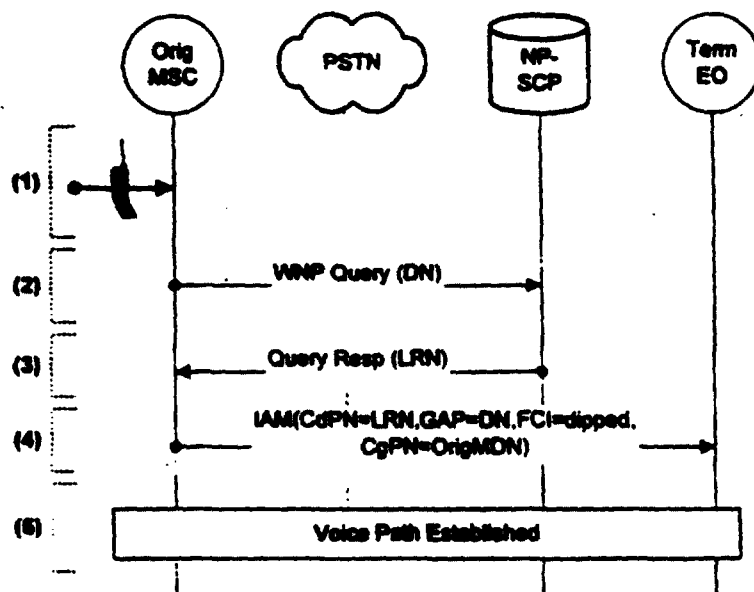 Orig
MSC
PSTN
NP-
SCP
Term
EO
(1)
(2)
WNP Query (DN)
(3)
Query Resp (LRN)
(4)
IAM(CdPN=LRN,GAP=DN,FCI=dipped,
CgPN=OrigMDN)
(5)
Voice Path Established